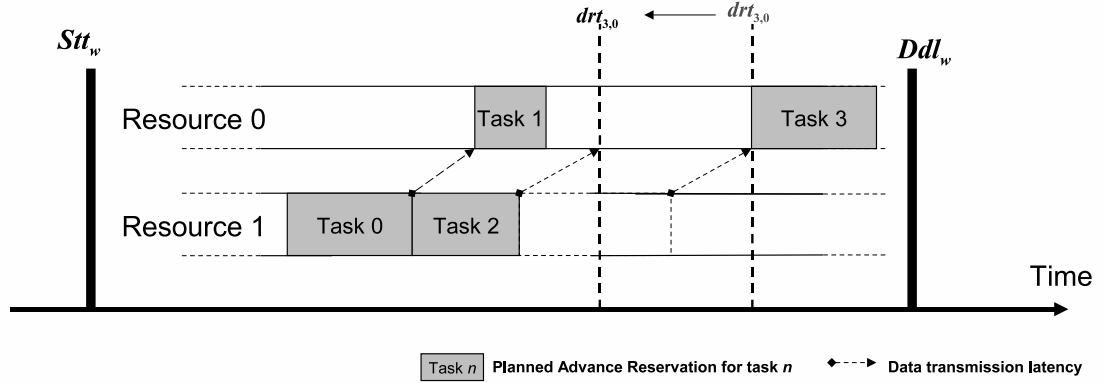 drt3,0 drt3,0
Sttw Ddlw
Resource 0 Task 1 Task 3
Resource 1 Task 0 Task 2
Time
Task n Planned Advance Reservation for task n Data transmission latency